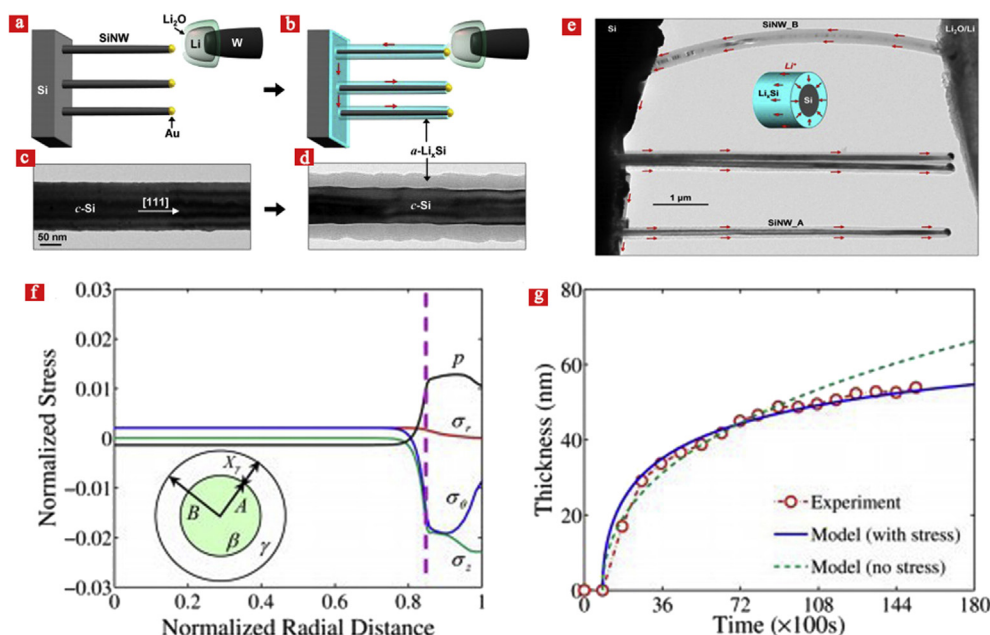 a
Li₂O
SiNW
Li
W
Si
Au
b
a-LiₓSi
c
c-Si
[111]
50 nm
d
c-Si
e
Si
SiNW_B
Li₂O/Li
Li⁺
LiₓSi
Si
1 μm
SiNW_A
f
0.03
0.02
0.01
0
−0.01
−0.02
−0.03
Normalized Stress
p
σr
σθ
σz
Xγ
B
A
β
γ
0
0.2
0.4
0.6
0.8
1
Normalized Radial Distance
g
80
60
40
20
0
Thickness (nm)
Experiment
Model (with stress)
Model (no stress)
0
36
72
108
144
180
Time (×100s)